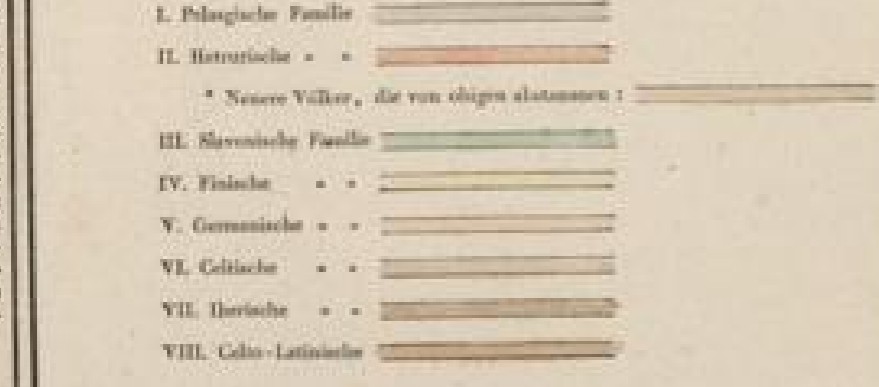 I. Pelasgische Familie
II. Hetrurische " "
* Neuere Völker, die von obigen abstammen :
III. Slavonische Familie
IV. Finische " "
V. Germanische " "
VI. Celtische " "
VII. Iberische " "
VIII. Celto-Latinische